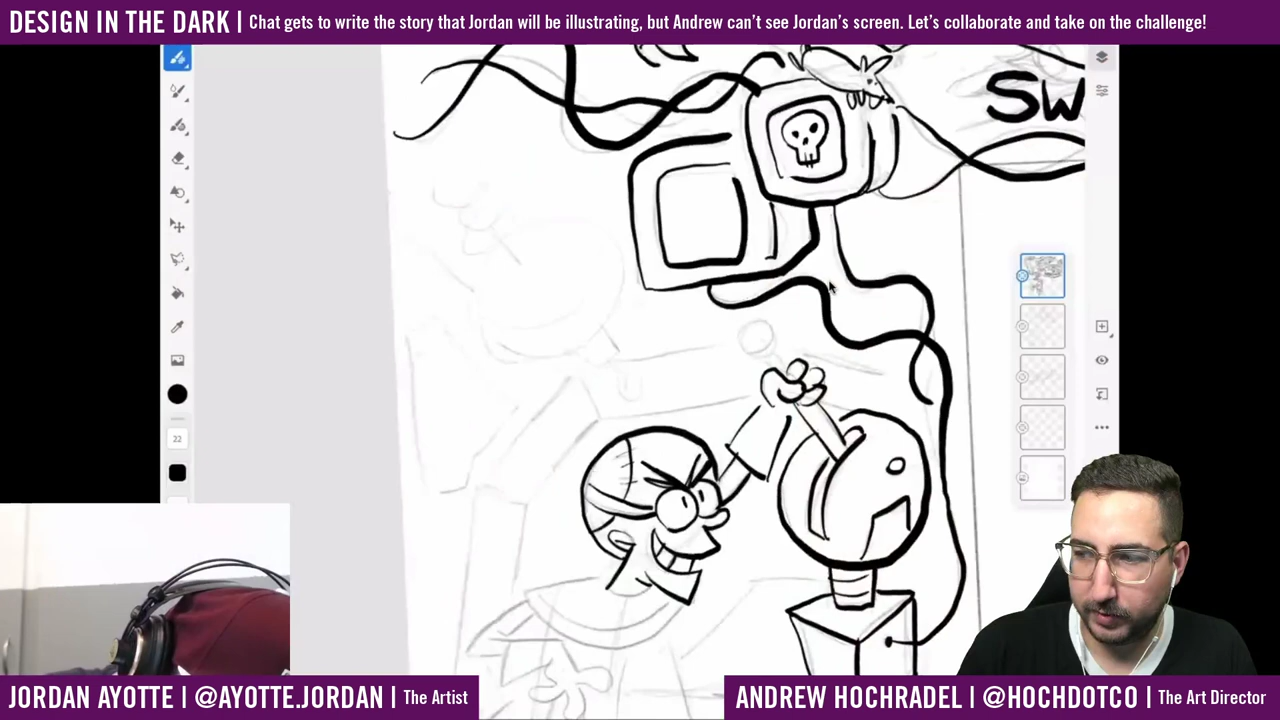 DESIGN IN THE DARK | Chat gets to write the story that Jordan will be illustrating, but Andrew can't see Jordan's screen. Let's collaborate and take on the challenge!
SW
22
JORDAN AYOTTE | @AYOTTE.JORDAN | The Artist
ANDREW HOCHRADEL | @HOCHDOTCO | The Art Director